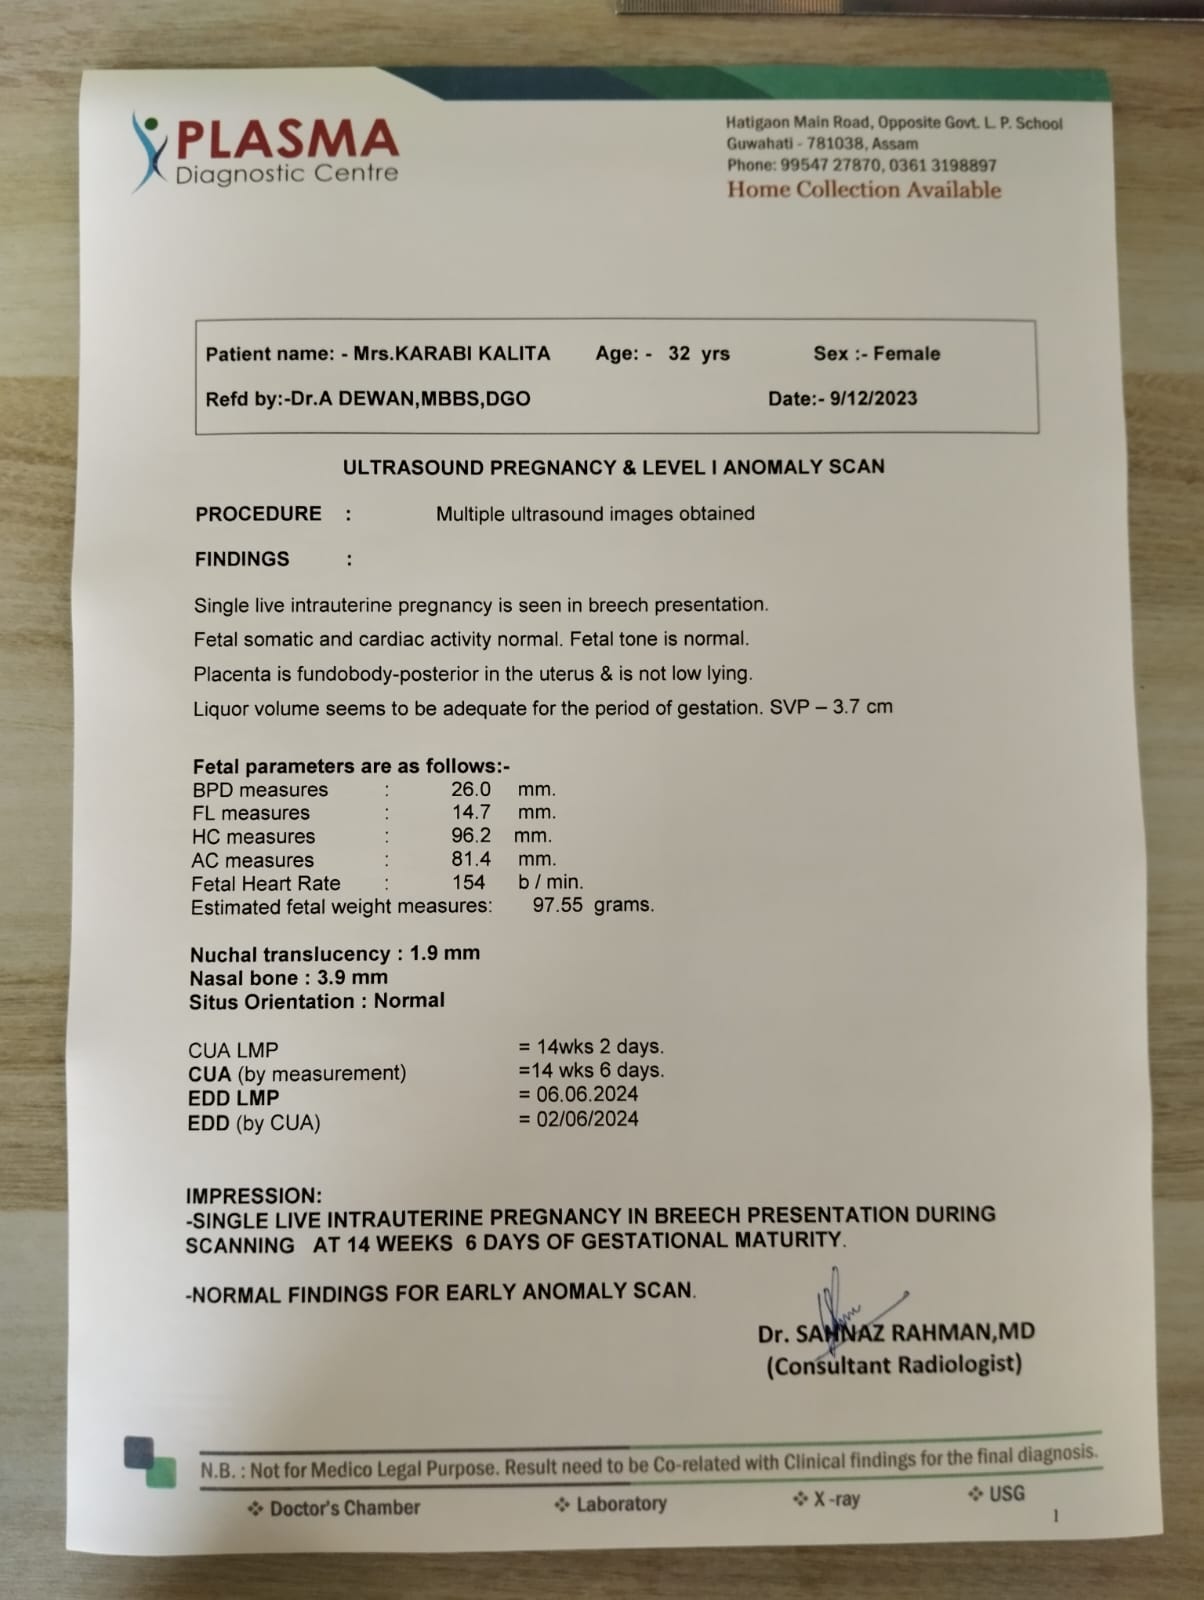 PLASMA
Diagnostic Centre
Hatigaon Main Road, Opposite Govt. L. P. School
Guwahati - 781038, Assam
Phone: 99547 27870, 0361 3198897
Home Collection Available
Patient name: - Mrs.KARABI KALITA Age: - 32 yrs Sex :- Female
Refd by:-Dr.A DEWAN,MBBS,DGO Date:- 9/12/2023
ULTRASOUND PREGNANCY & LEVEL I ANOMALY SCAN
PROCEDURE : Multiple ultrasound images obtained
FINDINGS :
Single live intrauterine pregnancy is seen in breech presentation.
Fetal somatic and cardiac activity normal. Fetal tone is normal.
Placenta is fundobody-posterior in the uterus & is not low lying.
Liquor volume seems to be adequate for the period of gestation. SVP – 3.7 cm
Fetal parameters are as follows:-
BPD measures : 26.0 mm.
FL measures : 14.7 mm.
HC measures : 96.2 mm.
AC measures : 81.4 mm.
Fetal Heart Rate : 154 b / min.
Estimated fetal weight measures: 97.55 grams.
Nuchal translucency : 1.9 mm
Nasal bone : 3.9 mm
Situs Orientation : Normal
CUA LMP = 14wks 2 days.
CUA (by measurement) =14 wks 6 days.
EDD LMP = 06.06.2024
EDD (by CUA) = 02/06/2024
IMPRESSION:
-SINGLE LIVE INTRAUTERINE PREGNANCY IN BREECH PRESENTATION DURING
SCANNING AT 14 WEEKS 6 DAYS OF GESTATIONAL MATURITY.
-NORMAL FINDINGS FOR EARLY ANOMALY SCAN.
Dr. RAHMAN,MD
(Consultant Radiologist)
N.B. : Not for Medico Legal Purpose. Result need to be Co-related with Clinical findings for the final diagnosis.
❖ Doctor's Chamber ❖ Laboratory ❖ X -ray ❖ USG
1